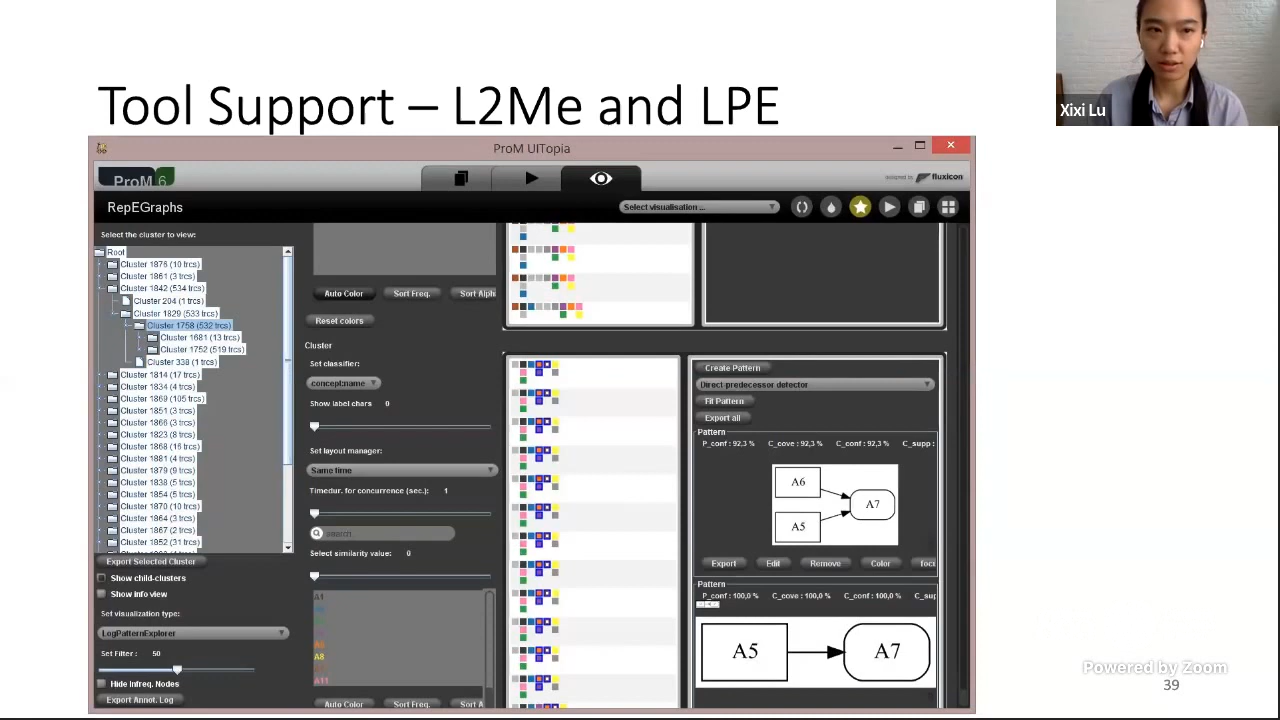 Tool Support – L2Me and LPE
Xixi Lu
ProM UITopia
ProM 6
adapted by fluxicon
RepEGraphs
Select visualisation ...
Select the cluster to view:
Root
Cluster 1876 (10 trcs)
Cluster 1861 (3 trcs)
Cluster 1842 (534 trcs)
Cluster 204 (1 trcs)
Cluster 1829 (533 trcs)
Cluster 1758 (532 trcs)
Cluster 1681 (13 trcs)
Cluster 1752 (519 trcs)
Cluster 338 (1 trcs)
Cluster 1814 (17 trcs)
Cluster 1834 (4 trcs)
Cluster 1869 (105 trcs)
Cluster 1851 (3 trcs)
Cluster 1866 (3 trcs)
Cluster 1823 (8 trcs)
Cluster 1868 (16 trcs)
Cluster 1881 (4 trcs)
Cluster 1879 (9 trcs)
Cluster 1838 (5 trcs)
Cluster 1854 (5 trcs)
Cluster 1870 (10 trcs)
Cluster 1864 (3 trcs)
Cluster 1867 (2 trcs)
Cluster 1852 (31 trcs)
Export Selected Cluster
Show child-clusters
Show info view
Set visualization type:
LogPatternExplorer
Set Filter : 50
Hide Infreq. Nodes
Export Annot. Log
Auto Color
Sort Freq.
Sort Alph
Reset colors
Cluster
Set classifier:
concept:name
Show label chars 0
Set layout manager:
Same time
Timedur. for concurrence (sec.): 1
search...
Select similarity value: 0
A1
A8
A11
Auto Color
Sort Freq.
Sort A
Create Pattern
Direct predecessor detector
Fit Pattern
Export all
Pattern
P_conf : 92,3 % C_cove : 92,3 % C_conf : 92,3 % C_supp :
A6
A7
A5
Export
Edit
Remove
Color
focu
Pattern
P_conf : 100,0 % C_cove : 100,0 % C_conf : 100,0 % C_sup
A5
A7
Powered by Zoom
39